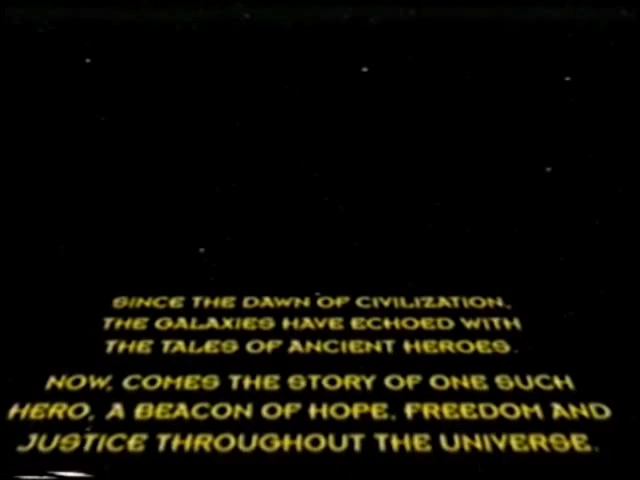 SINCE THE DAWN OF CIVILIZATION,
THE GALAXIES HAVE ECHOED WITH
THE TALES OF ANCIENT HEROES.
NOW, COMES THE STORY OF ONE SUCH
HERO, A BEACON OF HOPE, FREEDOM AND
JUSTICE THROUGHOUT THE UNIVERSE.